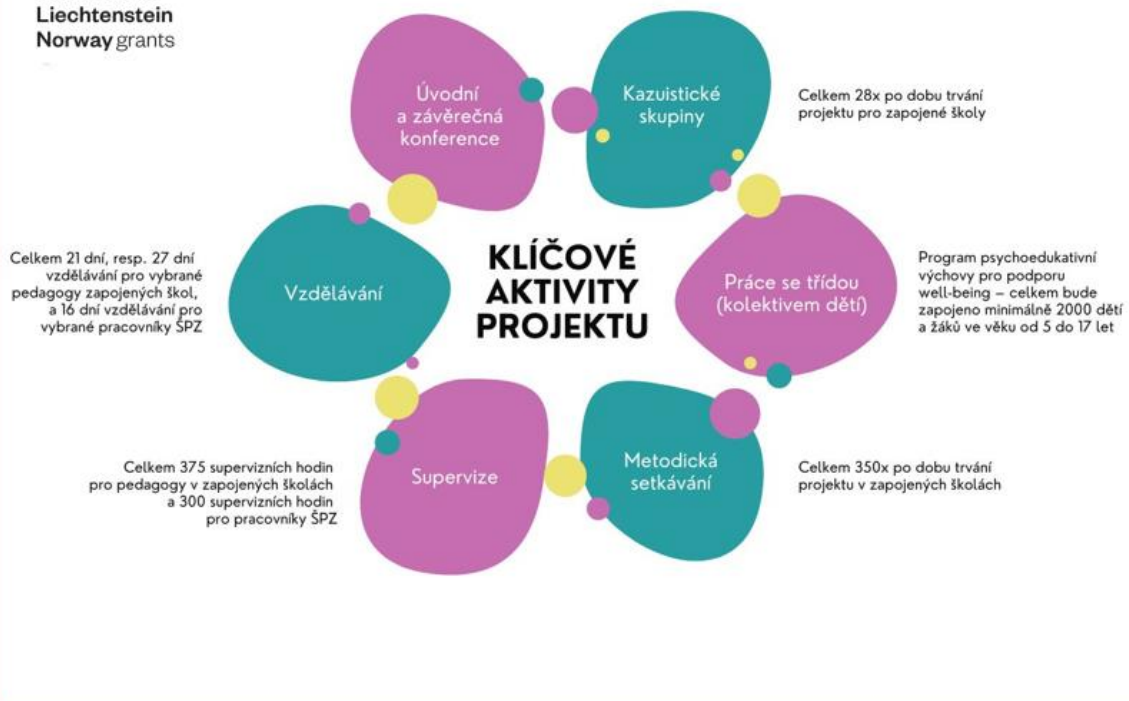 Liechtenstein
Norway grants
Úvodní
a závěrečná
konference
Kazuistické
skupiny
Celkem 28x po dobu trvání
projektu pro zapojené školy
Celkem 21 dní, resp. 27 dní
vzdělávání pro vybrané
pedagogy zapojených škol,
a 16 dní vzdělávání pro
vybrané pracovníky ŠPZ
Vzdělávání
KLÍČOVÉ
AKTIVITY
PROJEKTU
Práce se třídou
(kolektivem dětí)
Program psychoedukativní
výchovy pro podporu
well-being – celkem bude
zapojeno minimálně 2000 dětí
a žáků ve věku od 5 do 17 let
Celkem 375 supervizních hodin
pro pedagogy v zapojených školách
a 300 supervizních hodin
pro pracovníky ŠPZ
Supervize
Metodická
setkávání
Celkem 350x po dobu trvání
projektu v zapojených školách